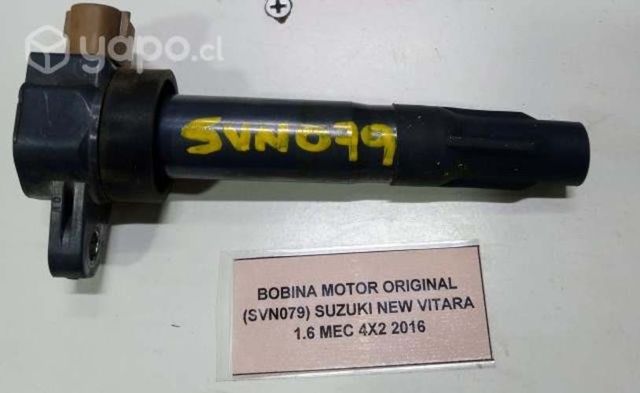 yapo.cl
SVN079
BOBINA MOTOR ORIGINAL
(SVN079) SUZUKI NEW VITARA
1.6 MEC 4X2 2016